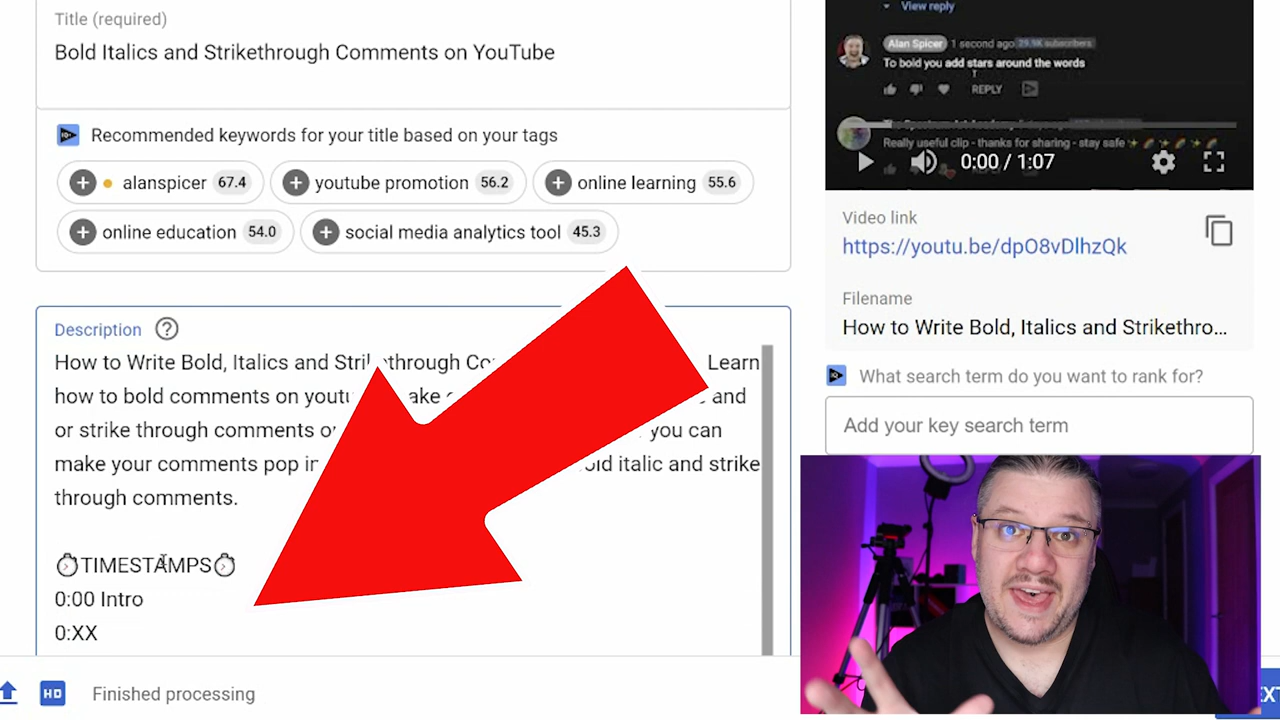 Title (required)
Bold Italics and Strikethrough Comments on YouTube
Recommended keywords for your title based on your tags
alanspicer 67.4
youtube promotion 56.2
online learning 55.6
online education 54.0
social media analytics tool 45.3
Description
How to Write Bold, Italics and Strikethrough Learn
how to bold comments on and
or strike through comments you can
make your comments pop italic and strike
through comments.
TIMESTAMPS
0:00 Intro
0:XX
HD Finished processing
View reply
Alan Spicer 1 second ago 29.9K subscribers
To bold you add stars around the words
REPLY
Really useful clip - thanks for sharing - stay safe
0:00 / 1:07
Video link
https://youtu.be/dpO8vDlhzQk
Filename
How to Write Bold, Italics and Strikethro...
What search term do you want to rank for?
Add your key search term